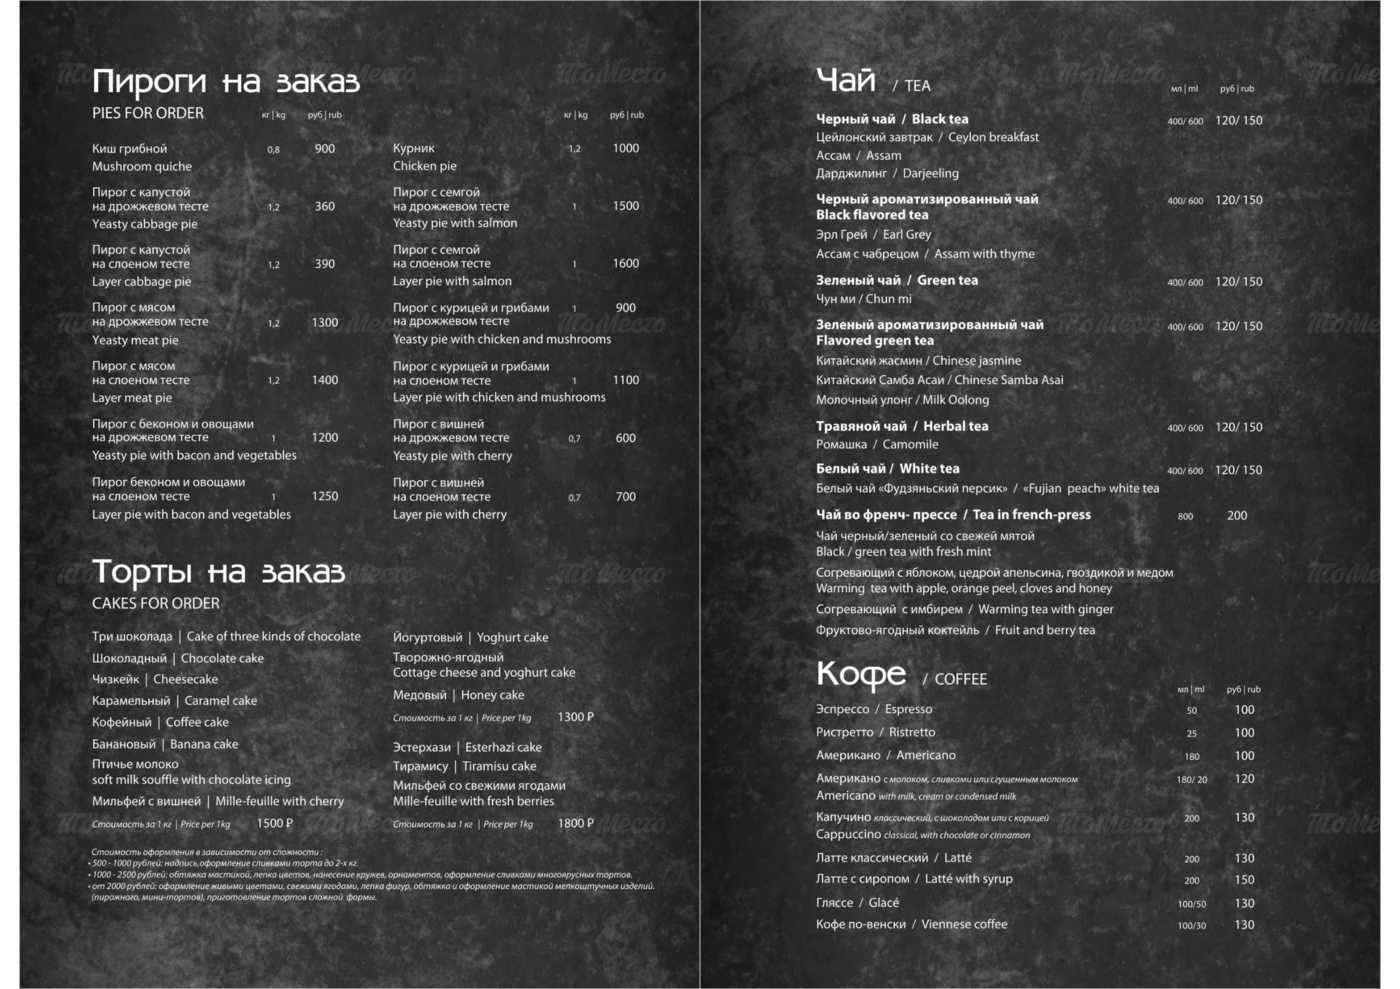 Пироги на заказ
PIES FOR ORDER
кг | kg руб | rub
Киш грибной 0,8 900
Mushroom quiche
Пирог с капустой
на дрожжевом тесте 1,2 360
Yeasty cabbage pie
Пирог с капустой
на слоеном тесте 1,2 390
Layer cabbage pie
Пирог с мясом
на дрожжевом тесте 1,2 1300
Yeasty meat pie
Пирог с мясом
на слоеном тесте 1,2 1400
Layer meat pie
Пирог с беконом и овощами
на дрожжевом тесте 1 1200
Yeasty pie with bacon and vegetables
Пирог беконом и овощами
на слоеном тесте 1 1250
Layer pie with bacon and vegetables
кг | kg руб | rub
Курник 1,2 1000
Chicken pie
Пирог с семгой
на дрожжевом тесте 1 1500
Yeasty pie with salmon
Пирог с семгой
на слоеном тесте 1 1600
Layer pie with salmon
Пирог с курицей и грибами 1 900
на дрожжевом тесте
Yeasty pie with chicken and mushrooms
Пирог с курицей и грибами
на слоеном тесте 1 1100
Layer pie with chicken and mushrooms
Пирог с вишней
на дрожжевом тесте 0,7 600
Yeasty pie with cherry
Пирог с вишней
на слоеном тесте 0,7 700
Layer pie with cherry
Торты на заказ
CAKES FOR ORDER
Три шоколада | Cake of three kinds of chocolate
Шоколадный | Chocolate cake
Чизкейк | Cheesecake
Карамельный | Caramel cake
Кофейный | Coffee cake
Банановый | Banana cake
Птичье молоко
soft milk souffle with chocolate icing
Мильфей с вишней | Mille-feuille with cherry
Стоимость за 1 кг | Price per 1kg 1500 ₽
Йогуртовый | Yoghurt cake
Творожно-ягодный
Cottage cheese and yoghurt cake
Медовый | Honey cake
Стоимость за 1 кг | Price per 1kg 1300 ₽
Эстерхази | Esterhazi cake
Тирамису | Tiramisu cake
Мильфей со свежими ягодами
Mille-feuille with fresh berries
Стоимость за 1 кг | Price per 1kg 1800 ₽
Стоимость оформления в зависимости от сложности :
• 500 - 1000 рублей: надпись,оформление сливками торта до 2-х кг.
• 1000 - 2500 рублей: обтяжка мастикой, лепка цветов, нанесение кружев, орнаментов, оформление сливками многоярусных тортов.
• от 2000 рублей: оформление живыми цветами, свежими ягодами, лепка фигур, обтяжка и оформление мастикой мелкоштучных изделий.
(пирожного, мини-тортов), приготовление тортов сложной формы.
Чай / TEA
мл | ml руб | rub
Черный чай / Black tea 400/ 600 120/ 150
Цейлонский завтрак / Ceylon breakfast
Ассам / Assam
Дарджилинг / Darjeeling
Черный ароматизированный чай 400/ 600 120/ 150
Black flavored tea
Эрл Грей / Earl Grey
Ассам с чабрецом / Assam with thyme
Зеленый чай / Green tea 400/ 600 120/ 150
Чун ми / Chun mi
Зеленый ароматизированный чай 400/ 600 120/ 150
Flavored green tea
Китайский жасмин / Chinese jasmine
Китайский Самба Асаи / Chinese Samba Asai
Молочный улонг / Milk Oolong
Травяной чай / Herbal tea 400/ 600 120/ 150
Ромашка / Camomile
Белый чай / White tea 400/ 600 120/ 150
Белый чай «Фудзяньский персик» / «Fujian peach» white tea
Чай во френч- прессе / Tea in french-press 800 200
Чай черный/зеленый со свежей мятой
Black / green tea with fresh mint
Согревающий с яблоком, цедрой апельсина, гвоздикой и медом
Warming tea with apple, orange peel, cloves and honey
Согревающий с имбирем / Warming tea with ginger
Фруктово-ягодный коктейль / Fruit and berry tea
Кофе / COFFEE
мл | ml руб | rub
Эспрессо / Espresso 50 100
Ристретто / Ristretto 25 100
Американо / Americano 180 100
Американо с молоком, сливками или сгущенным молоком 180/ 20 120
Americano with milk, cream or condensed milk
Капучино классический, с шоколадом или с корицей 200 130
Cappuccino classical, with chocolate or cinnamon
Латте классический / Latté 200 130
Латте с сиропом / Latté with syrup 200 150
Гляссе / Glacé 100/50 130
Кофе по-венски / Viennese coffee 100/30 130